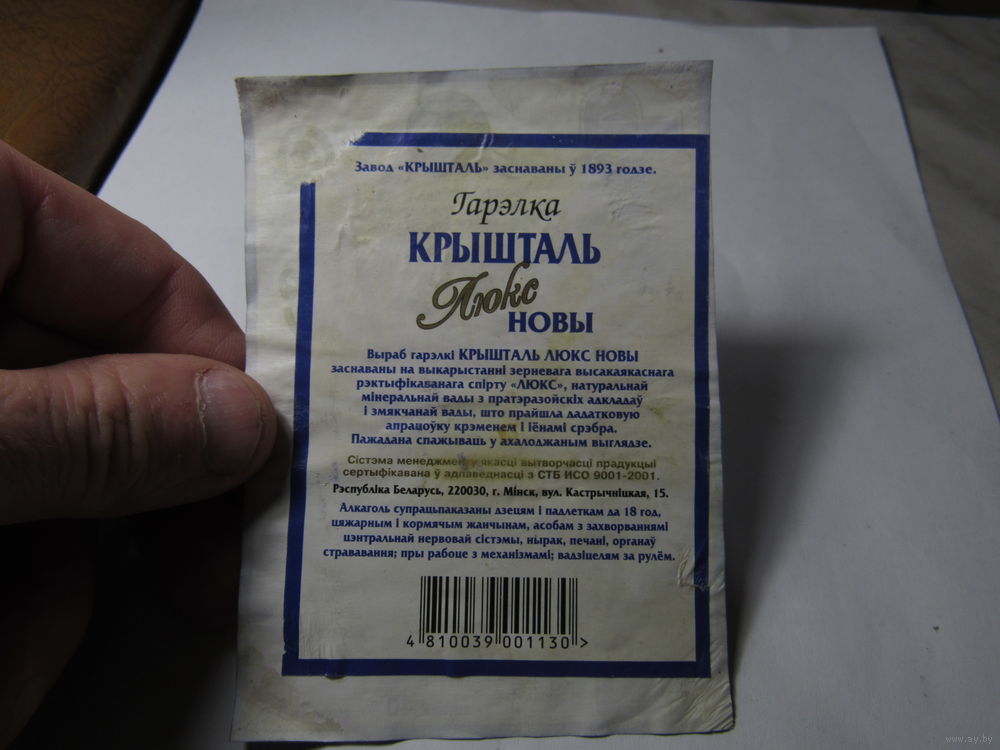 Завод «КРЫШТАЛЬ» заснаваны ў 1893 годзе.
Гарэлка
КРЫШТАЛЬ
Люкс
НОВЫ
Выраб гарэлкі КРЫШТАЛЬ ЛЮКС НОВЫ
заснаваны на выкарыстанні зерневага высакаякаснага
рэктыфікаванага спірту «ЛЮКС», натуральнай
мінеральнай вады з пратэразойскіх адкладаў
і змякчанай вады, што прайшла дадатковую
апрацоўку крэменем і іёнамі срэбра.
Пажадана спажываць у ахалоджаным выглядзе.
Сістэма менеджменту якасці вытворчасці прадукцыі
сертыфікавана ў адпаведнасці з СТБ ИСО 9001-2001.
Рэспубліка Беларусь, 220030, г. Мінск, вул. Кастрычніцкая, 15.
Алкаголь супрацьпаказаны дзецям і падлеткам да 18 год,
цяжарным і кормячым жанчынам, асобам з захворваннямі
цэнтральнай нервовай сістэмы, нырак, печані, органаў
стрававання; пры рабоце з механізмамі; вадзіцелям за рулём.
4 810039 001130 >
www.ay.by